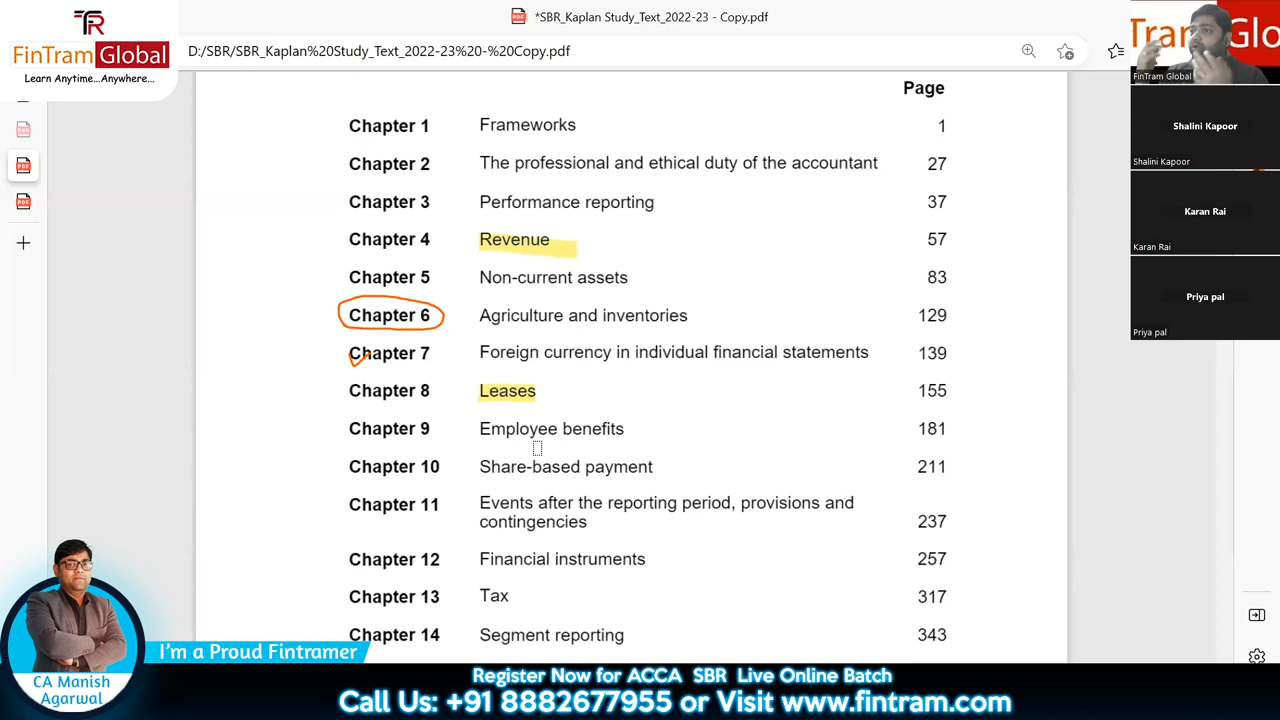 TR
FinTram Global
Learn Anytime...Anywhere...
*SBR_Kaplan Study_Text_2022-23 - Copy.pdf
D:/SBR/SBR_Kaplan%20Study_Text_2022-23%20-%20Copy.pdf
Page
Chapter 1 Frameworks 1
Chapter 2 The professional and ethical duty of the accountant 27
Chapter 3 Performance reporting 37
Chapter 4 Revenue 57
Chapter 5 Non-current assets 83
Chapter 6 Agriculture and inventories 129
Chapter 7 Foreign currency in individual financial statements 139
Chapter 8 Leases 155
Chapter 9 Employee benefits 181
Chapter 10 Share-based payment 211
Chapter 11 Events after the reporting period, provisions and
contingencies 237
Chapter 12 Financial instruments 257
Chapter 13 Tax 317
Chapter 14 Segment reporting 343
FinTram Global
Shalini Kapoor
Shalini Kapoor
Karan Rai
Karan Rai
Priya pal
Priya pal
I'm a Proud Fintramer
CA Manish
Agarwal
Register Now for ACCA SBR Live Online Batch
Call Us: +91 8882677955 or Visit www.fintram.com